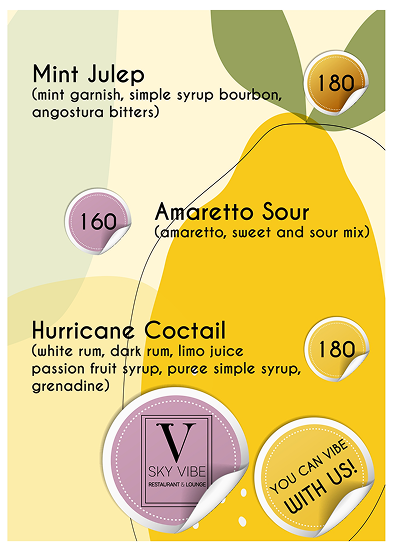 Mint Julep
180
(mint garnish, simple syrup bourbon,
angostura bitters)
160
Amaretto Sour
(amaretto, sweet and sour mix)
Hurricane Coctail
180
(white rum, dark rum, limo juice
passion fruit syrup, puree simple syrup,
grenadine)
V
SKY VIBE
RESTAURANT & LOUNGE
YOU CAN VIBE
WITH US!